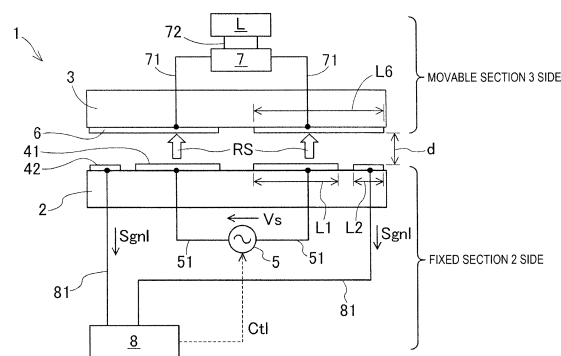 1
L
72
7
71
71
3
L6
MOVABLE SECTION 3 SIDE
6
RS
d
41
42
2
L1
L2
Vs
Sgnl
Sgnl
51
5
51
FIXED SECTION 2 SIDE
81
81
Ctl
8